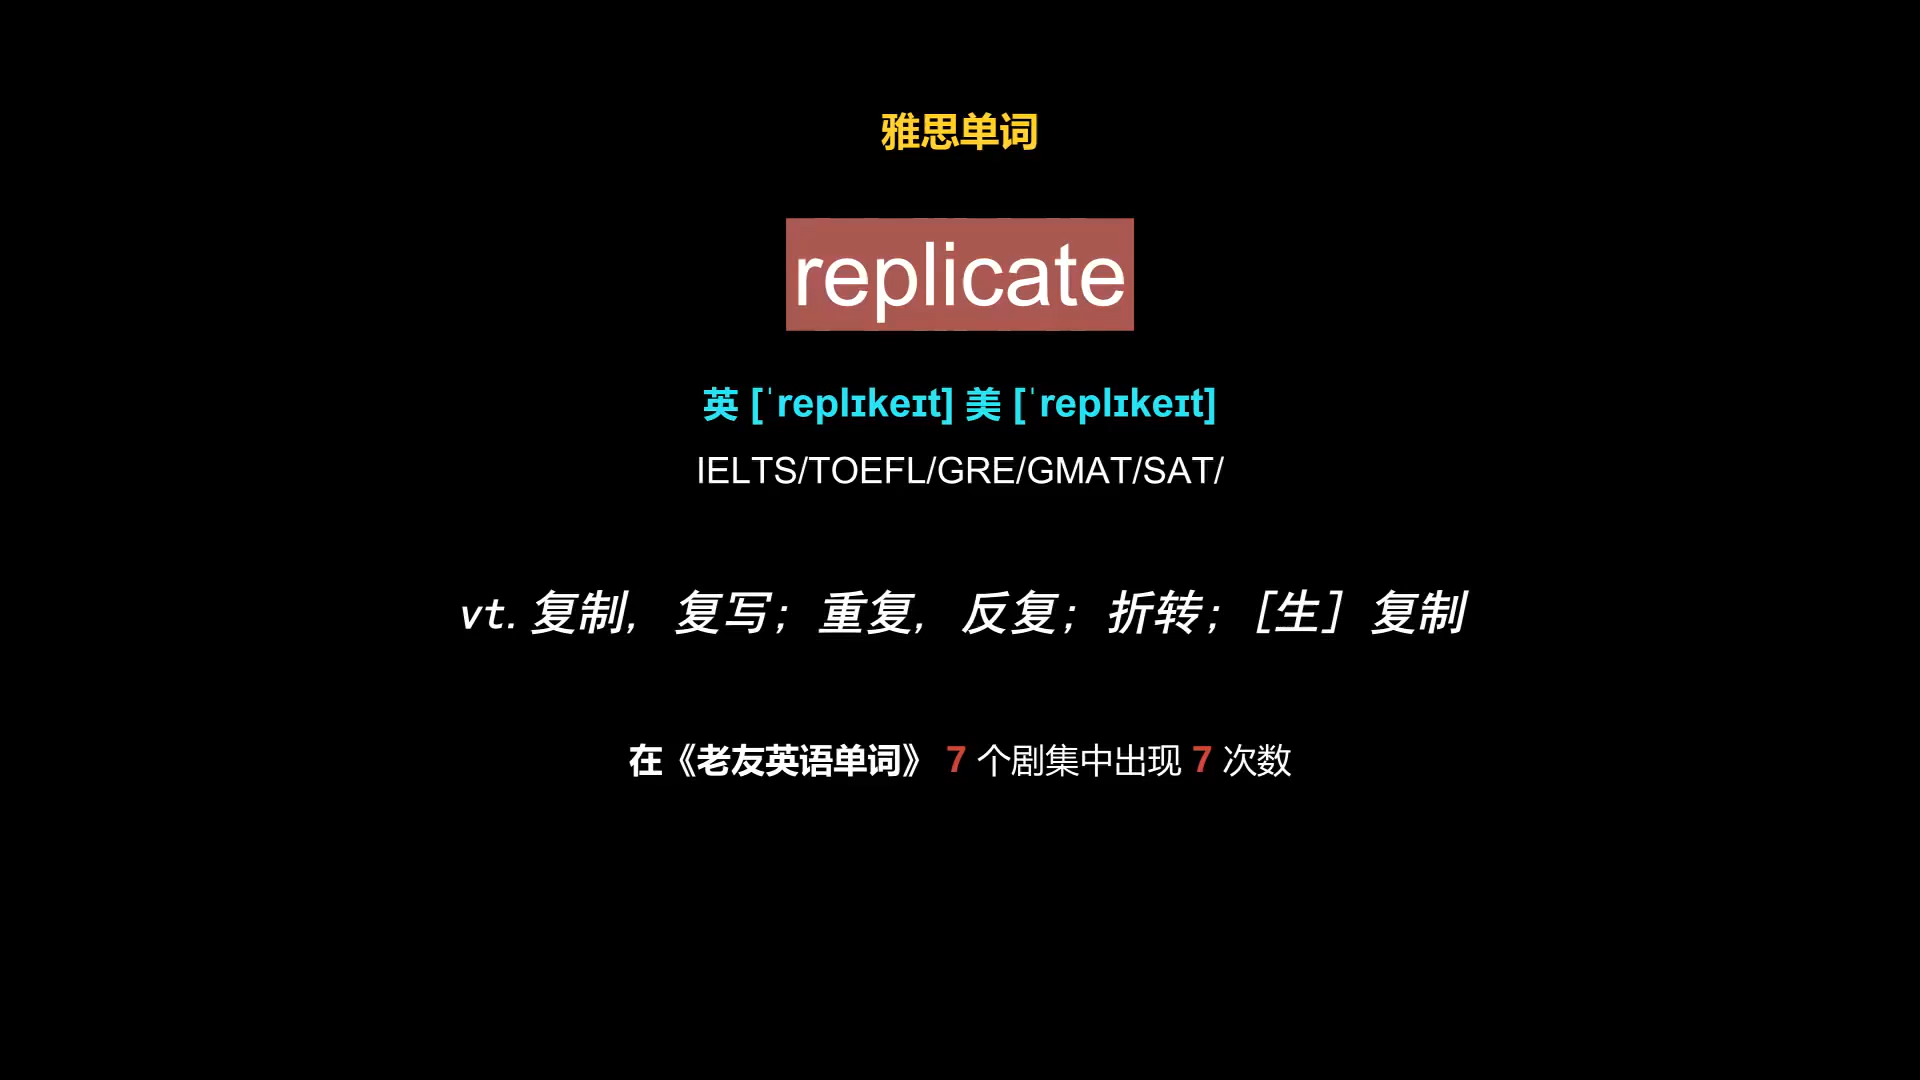 雅思单词
replicate
英 [ˈreplɪkeɪt] 美 [ˈreplɪkeɪt]
IELTS/TOEFL/GRE/GMAT/SAT/
vt. 复制，复写；重复，反复；折转；［生］复制
在《老友英语单词》 7 个剧集中出现 7 次数